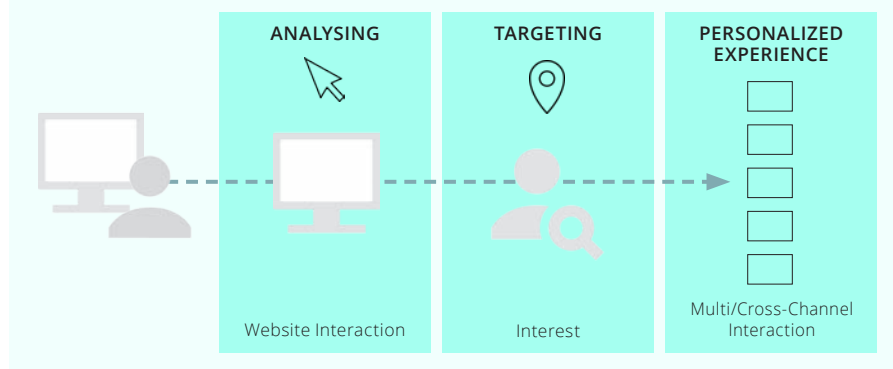 ANALYSING
Website Interaction
TARGETING
Interest
PERSONALIZED
EXPERIENCE
Multi/Cross-Channel
Interaction